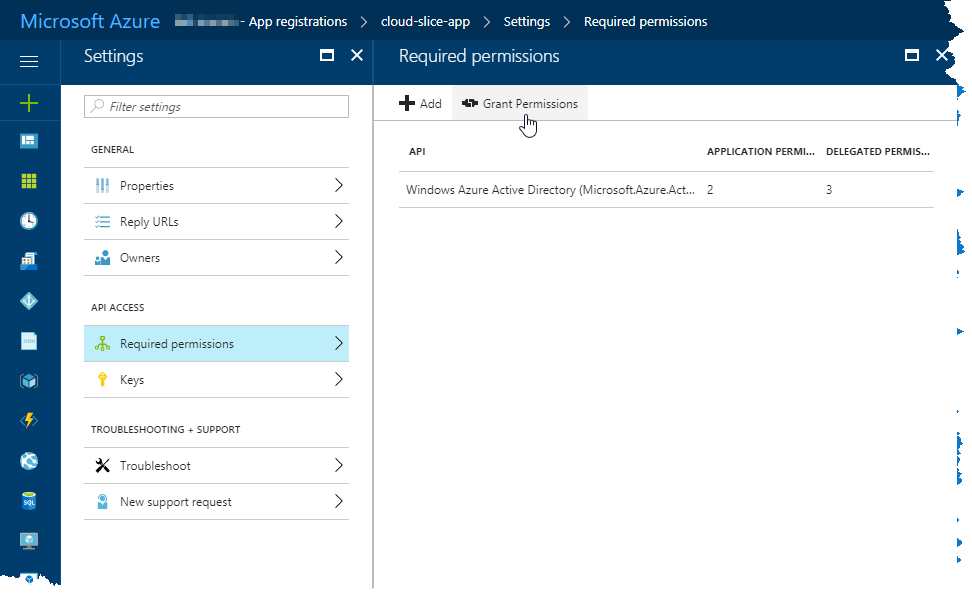 Microsoft Azure - App registrations > cloud-slice-app > Settings > Required permissions
Settings
Filter settings
GENERAL
Properties
Reply URLs
Owners
API ACCESS
Required permissions
Keys
TROUBLESHOOTING + SUPPORT
Troubleshoot
New support request
Required permissions
Add Grant Permissions
API APPLICATION PERMI... DELEGATED PERMIS...
Windows Azure Active Directory (Microsoft.Azure.Act... 2 3
SQL